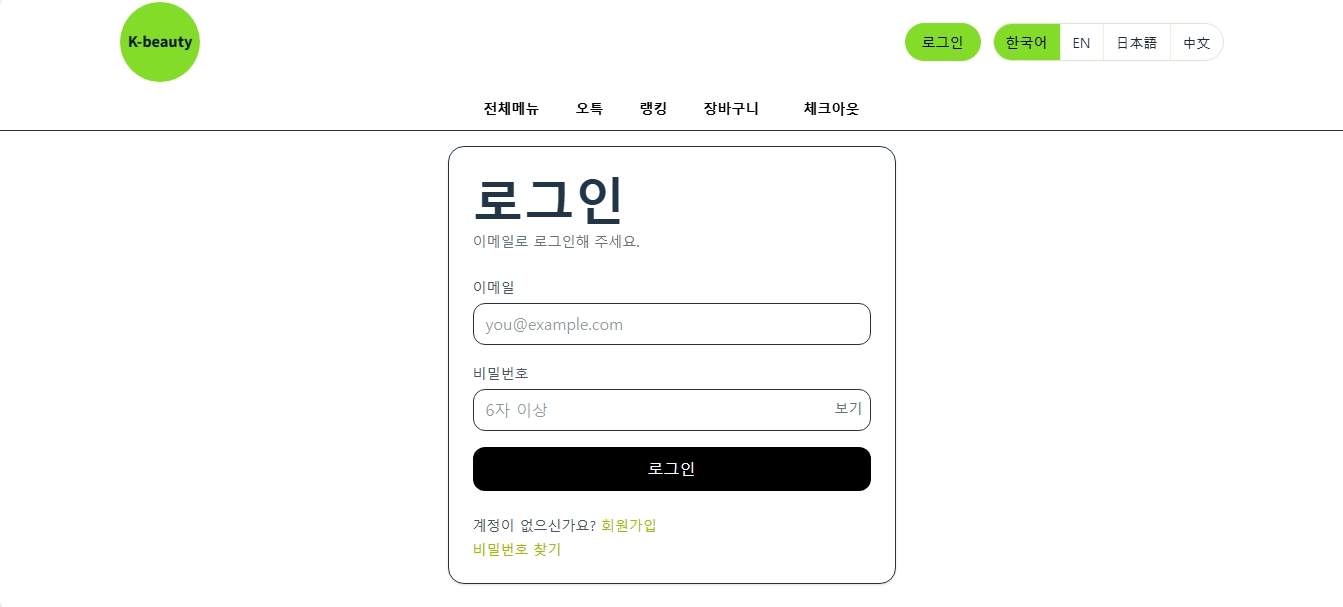 K-beauty
로그인 한국어 EN 日本語 中文
전체메뉴 오특 랭킹 장바구니 체크아웃
로그인
이메일로 로그인해 주세요.
이메일
you@example.com
비밀번호
6자 이상 보기
로그인
계정이 없으신가요? 회원가입
비밀번호 찾기